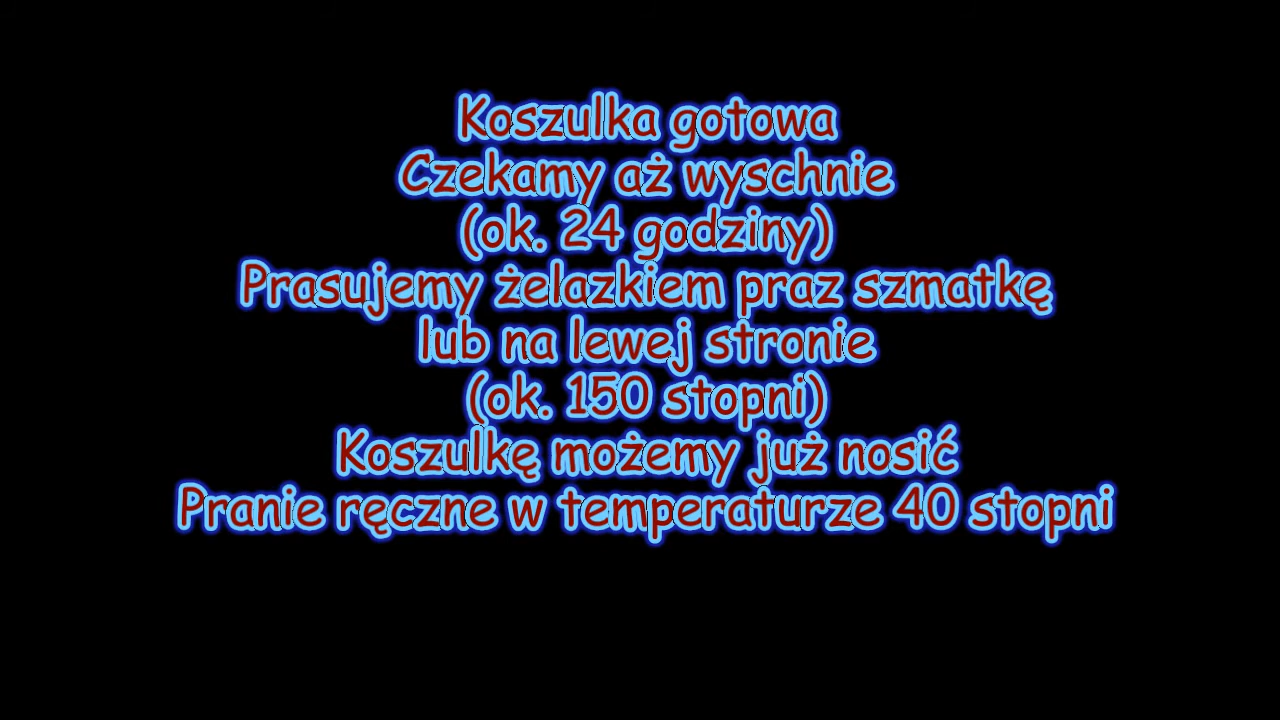 Koszulka gotowa
Czekamy aż wyschnie
(ok. 24 godziny)
Prasujemy żelazkiem praz szmatkę
lub na lewej stronie
(ok. 150 stopni)
Koszulkę możemy już nosić
Pranie ręczne w temperaturze 40 stopni